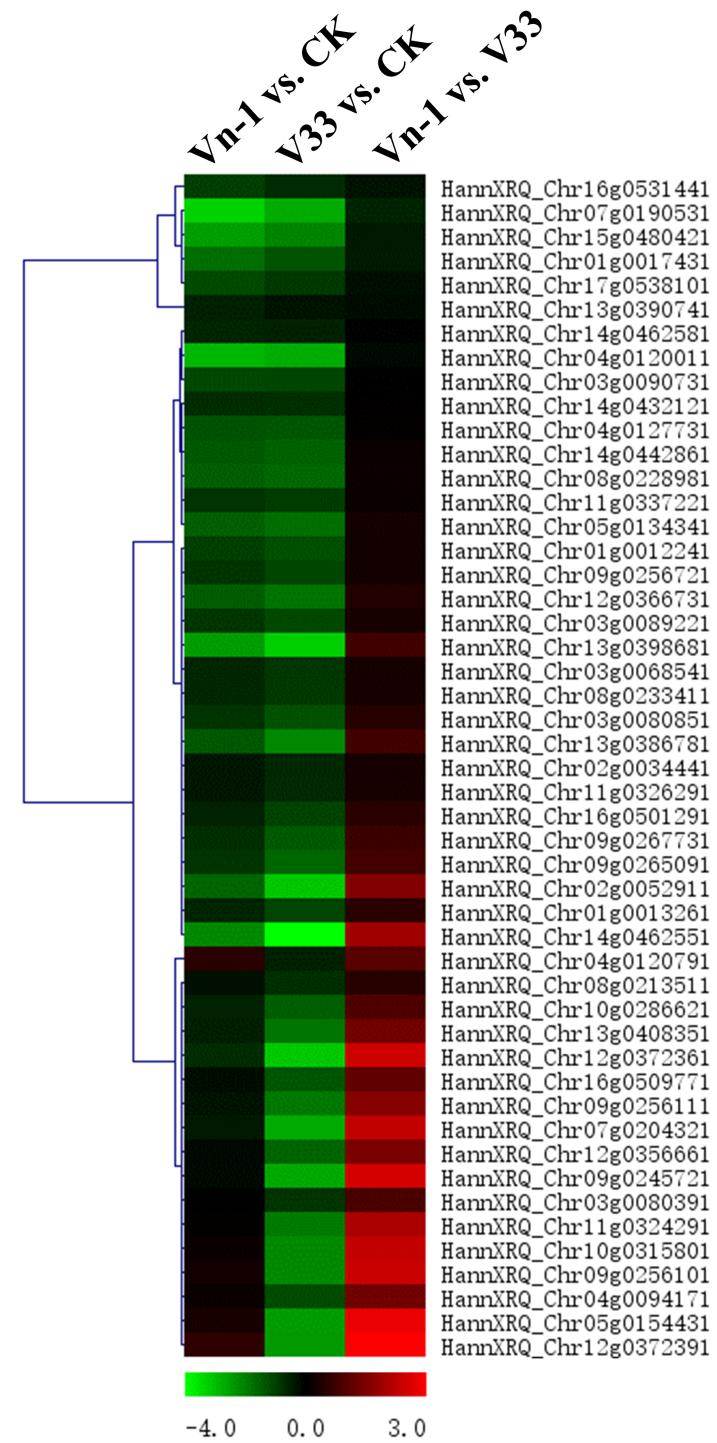 Vn-1 vs. CK
V33 vs. CK
Vn-1 vs. V33
HannXRQ_Chr16g0531441
HannXRQ_Chr07g0190531
HannXRQ_Chr15g0480421
HannXRQ_Chr01g0017431
HannXRQ_Chr17g0538101
HannXRQ_Chr13g0390741
HannXRQ_Chr14g0462581
HannXRQ_Chr04g0120011
HannXRQ_Chr03g0090731
HannXRQ_Chr14g0432121
HannXRQ_Chr04g0127731
HannXRQ_Chr14g0442861
HannXRQ_Chr08g0228981
HannXRQ_Chr11g0337221
HannXRQ_Chr05g0134341
HannXRQ_Chr01g0012241
HannXRQ_Chr09g0256721
HannXRQ_Chr12g0366731
HannXRQ_Chr03g0089221
HannXRQ_Chr13g0398681
HannXRQ_Chr03g0068541
HannXRQ_Chr08g0233411
HannXRQ_Chr03g0080851
HannXRQ_Chr13g0386781
HannXRQ_Chr02g0034441
HannXRQ_Chr11g0326291
HannXRQ_Chr16g0501291
HannXRQ_Chr09g0267731
HannXRQ_Chr09g0265091
HannXRQ_Chr02g0052911
HannXRQ_Chr01g0013261
HannXRQ_Chr14g0462551
HannXRQ_Chr04g0120791
HannXRQ_Chr08g0213511
HannXRQ_Chr10g0286621
HannXRQ_Chr13g0408351
HannXRQ_Chr12g0372361
HannXRQ_Chr16g0509771
HannXRQ_Chr09g0256111
HannXRQ_Chr07g0204321
HannXRQ_Chr12g0356661
HannXRQ_Chr09g0245721
HannXRQ_Chr03g0080391
HannXRQ_Chr11g0324291
HannXRQ_Chr10g0315801
HannXRQ_Chr09g0256101
HannXRQ_Chr04g0094171
HannXRQ_Chr05g0154431
HannXRQ_Chr12g0372391
-4.0 0.0 3.0